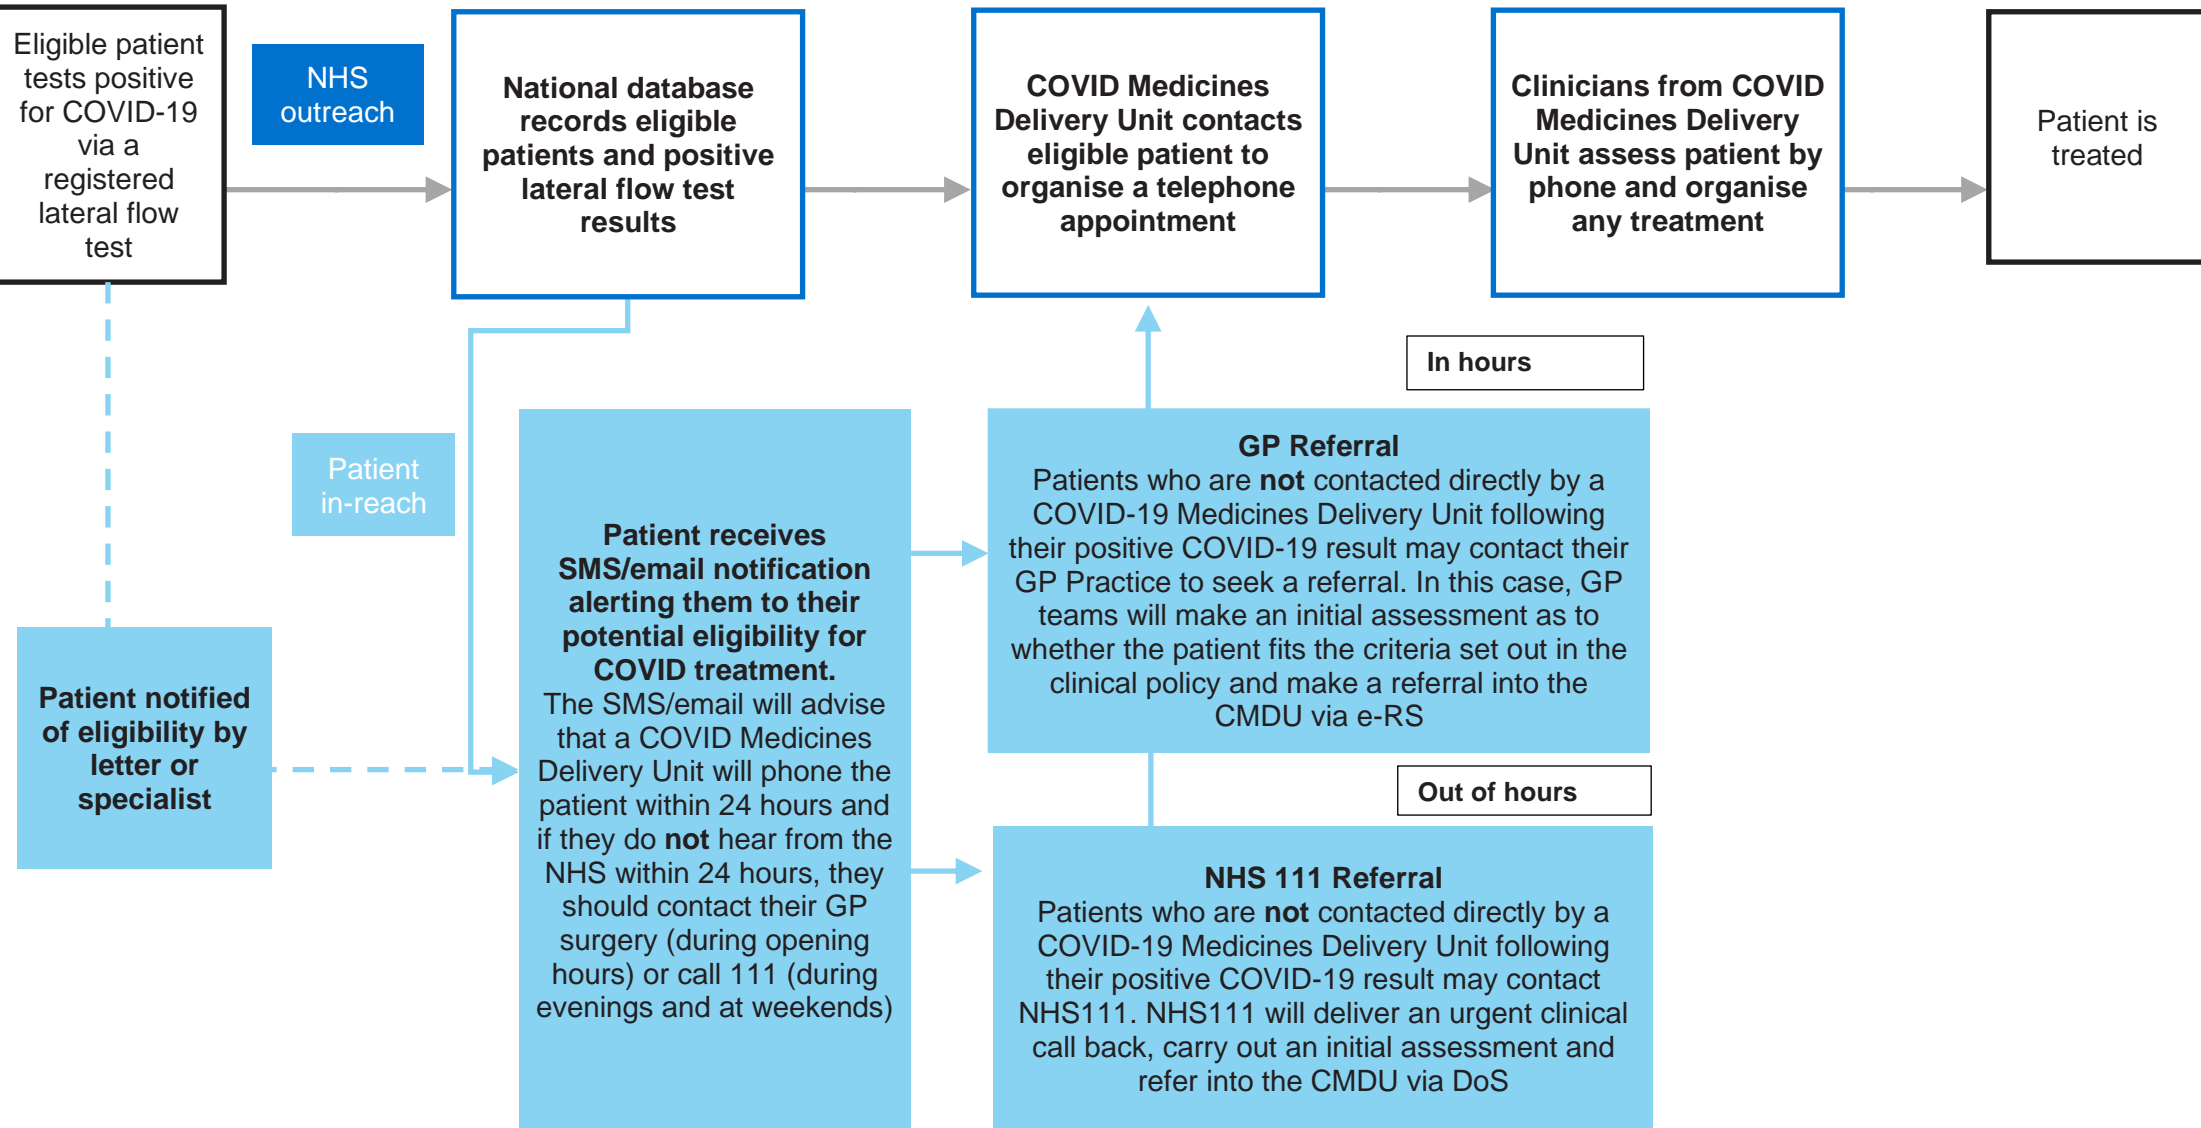 Eligible patient
tests positive
for COVID-19
via a
registered
lateral flow
test
NHS
outreach
National database
records eligible
patients and positive
lateral flow test
results
COVID Medicines
Delivery Unit contacts
eligible patient to
organise a telephone
appointment
Clinicians from COVID
Medicines Delivery
Unit assess patient by
phone and organise
any treatment
Patient is
treated
Patient
in-reach
Patient notified
of eligibility by
letter or
specialist
Patient receives
SMS/email notification
alerting them to their
potential eligibility for
COVID treatment.
The SMS/email will advise
that a COVID Medicines
Delivery Unit will phone the
patient within 24 hours and
if they do not hear from the
NHS within 24 hours, they
should contact their GP
surgery (during opening
hours) or call 111 (during
evenings and at weekends)
In hours
GP Referral
Patients who are not contacted directly by a
COVID-19 Medicines Delivery Unit following
their positive COVID-19 result may contact their
GP Practice to seek a referral. In this case, GP
teams will make an initial assessment as to
whether the patient fits the criteria set out in the
clinical policy and make a referral into the
CMDU via e-RS
Out of hours
NHS 111 Referral
Patients who are not contacted directly by a
COVID-19 Medicines Delivery Unit following
their positive COVID-19 result may contact
NHS111. NHS111 will deliver an urgent clinical
call back, carry out an initial assessment and
refer into the CMDU via DoS